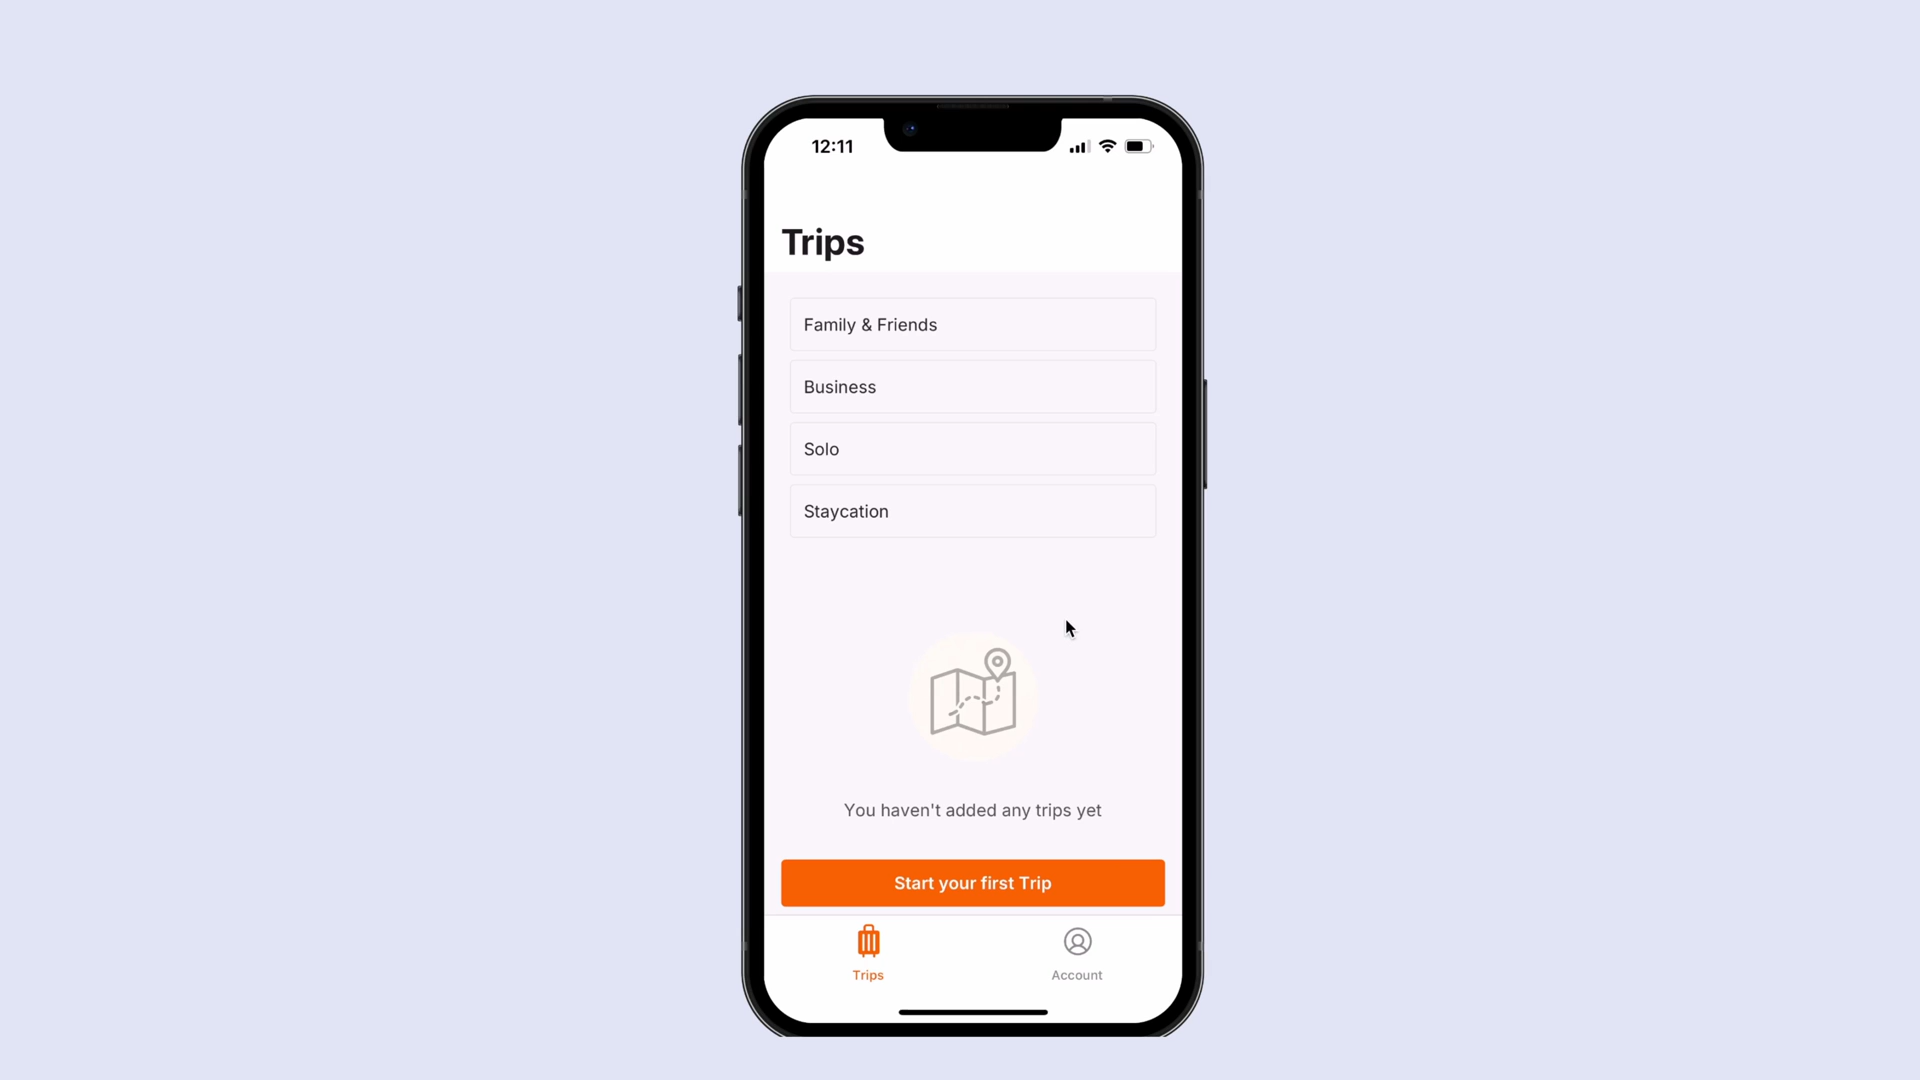 12:11
Trips
Family & Friends
Business
Solo
Staycation
You haven't added any trips yet
Start your first Trip
Trips
Account